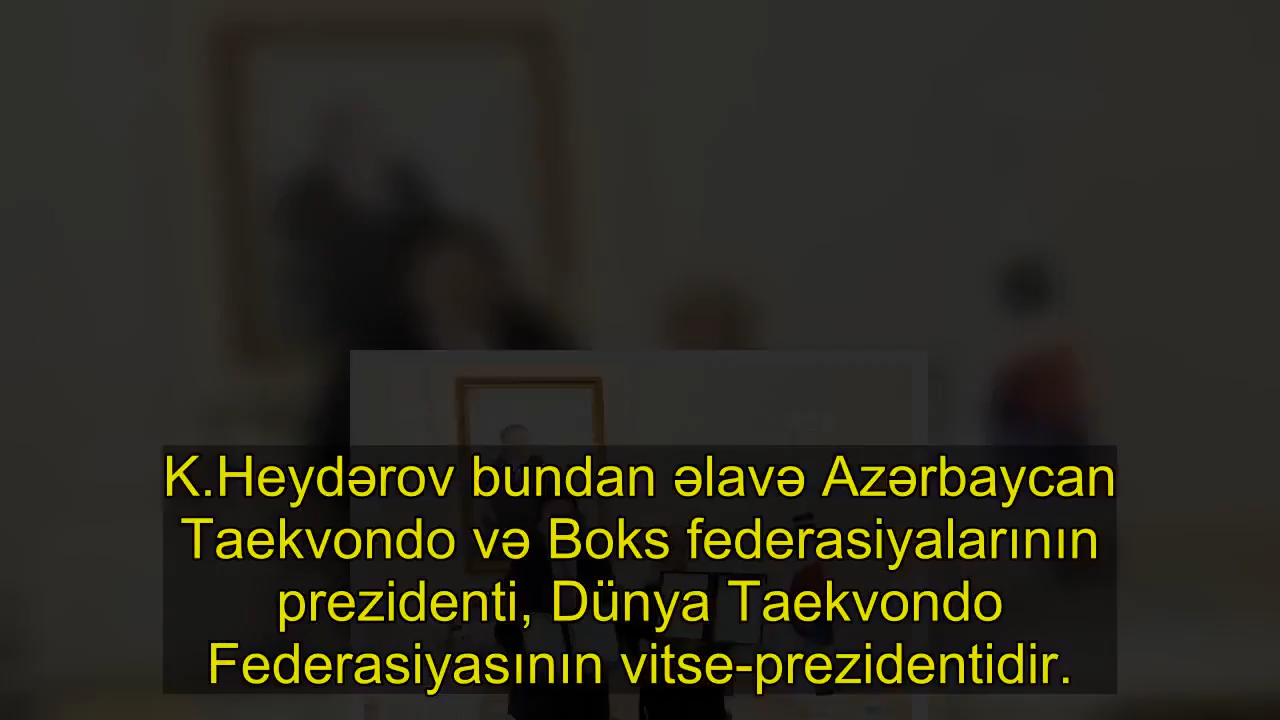 K.Heydərov bundan əlavə Azərbaycan
Taekvondo və Boks federasiyalarının
prezidenti, Dünya Taekvondo
Federasiyasının vitse-prezidentidir.